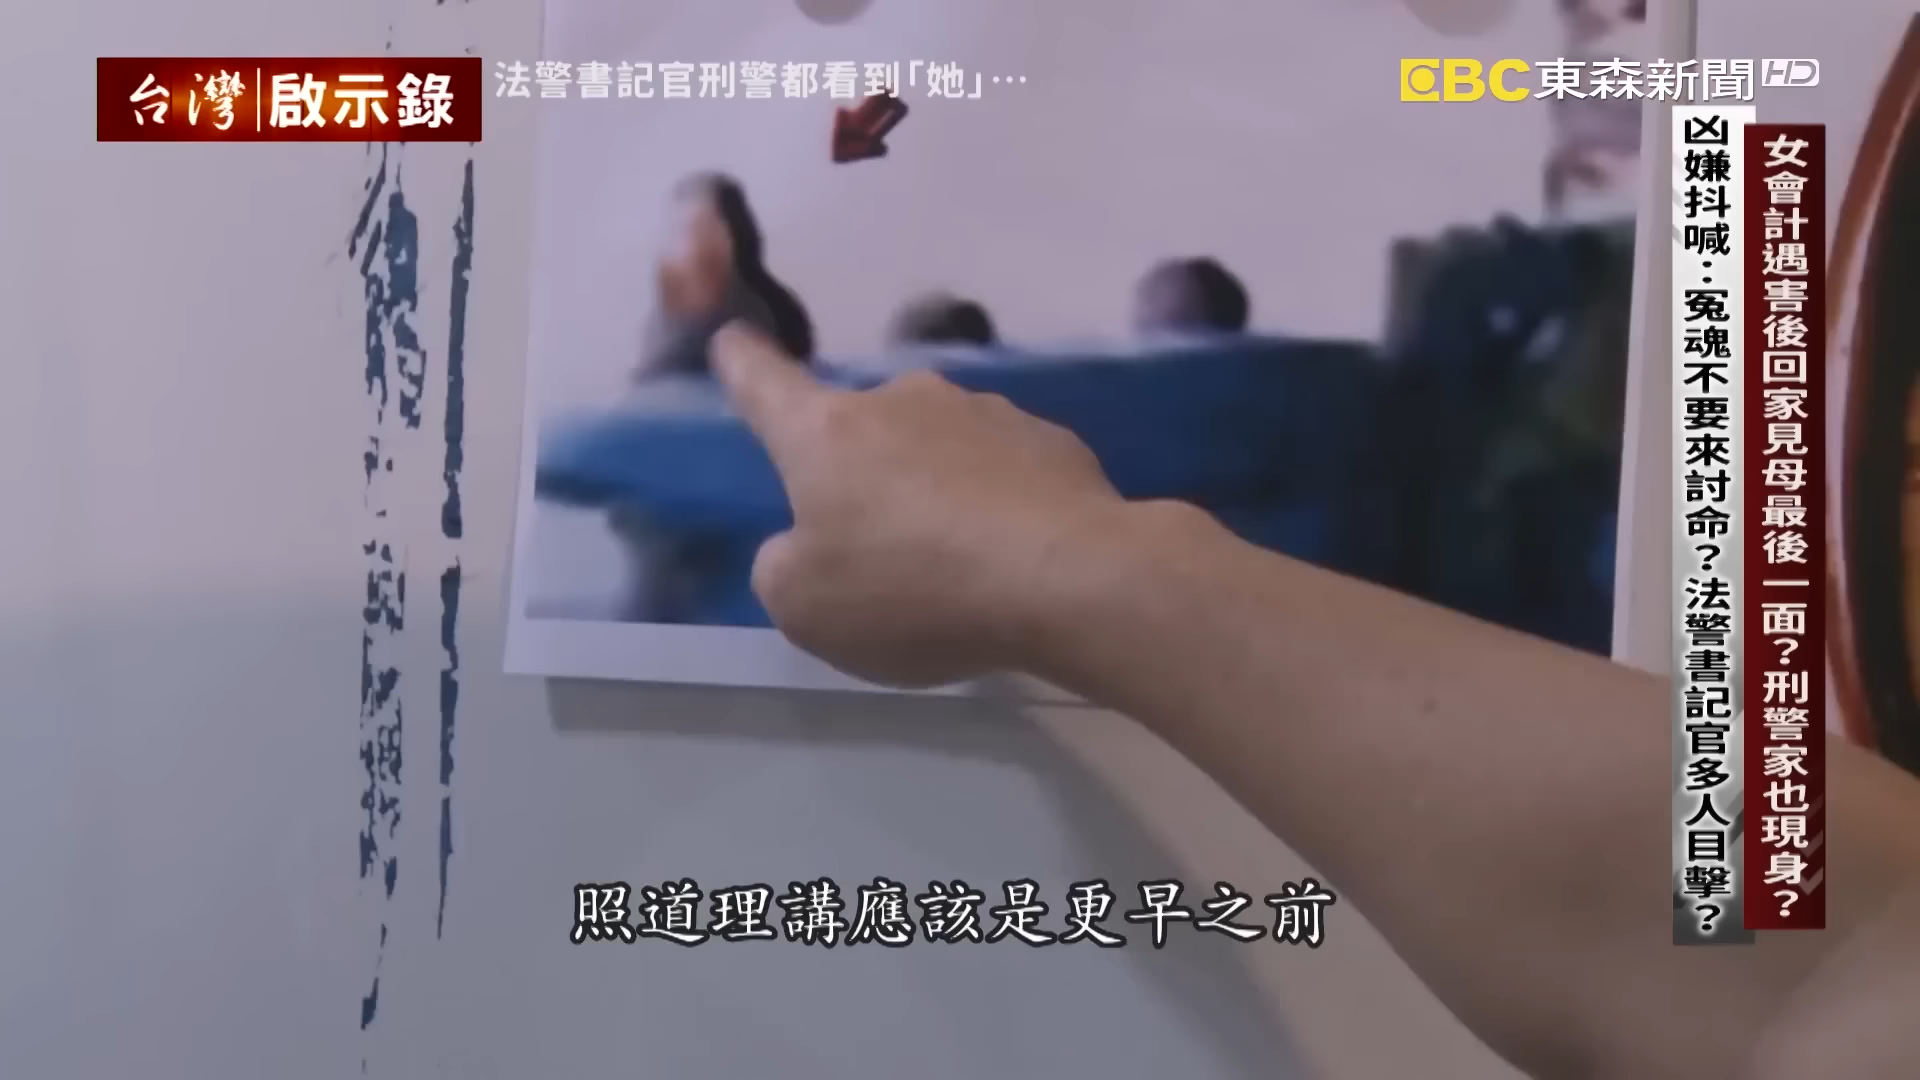 台灣啟示錄
法警書記官刑警都看到「她」…
EBC東森新聞HD
女會計遇害後回家見母最後一面?刑警家也現身?
凶嫌抖喊:冤魂不要來討命?法警書記官多人目擊?
照道理講應該是更早之前